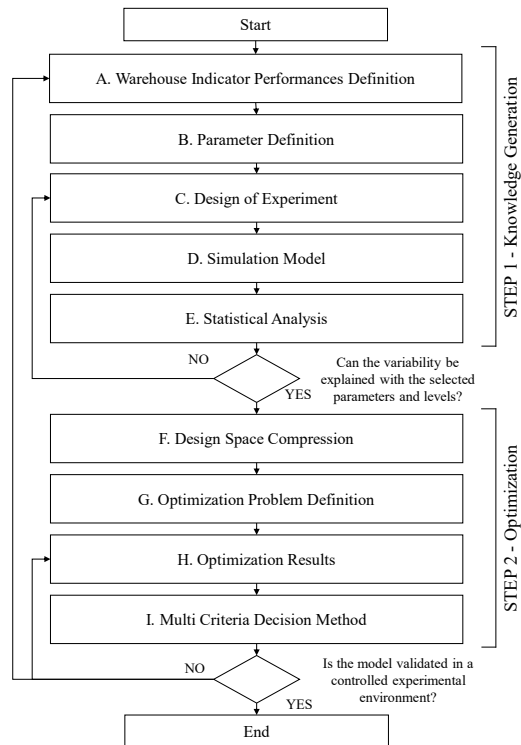 Start
A. Warehouse Indicator Performances Definition
B. Parameter Definition
C. Design of Experiment
D. Simulation Model
E. Statistical Analysis
STEP 1 - Knowledge Generation
NO
Can the variability be
explained with the selected
parameters and levels?
YES
F. Design Space Compression
G. Optimization Problem Definition
H. Optimization Results
I. Multi Criteria Decision Method
STEP 2 - Optimization
NO
Is the model validated in a
controlled experimental
environment?
YES
End